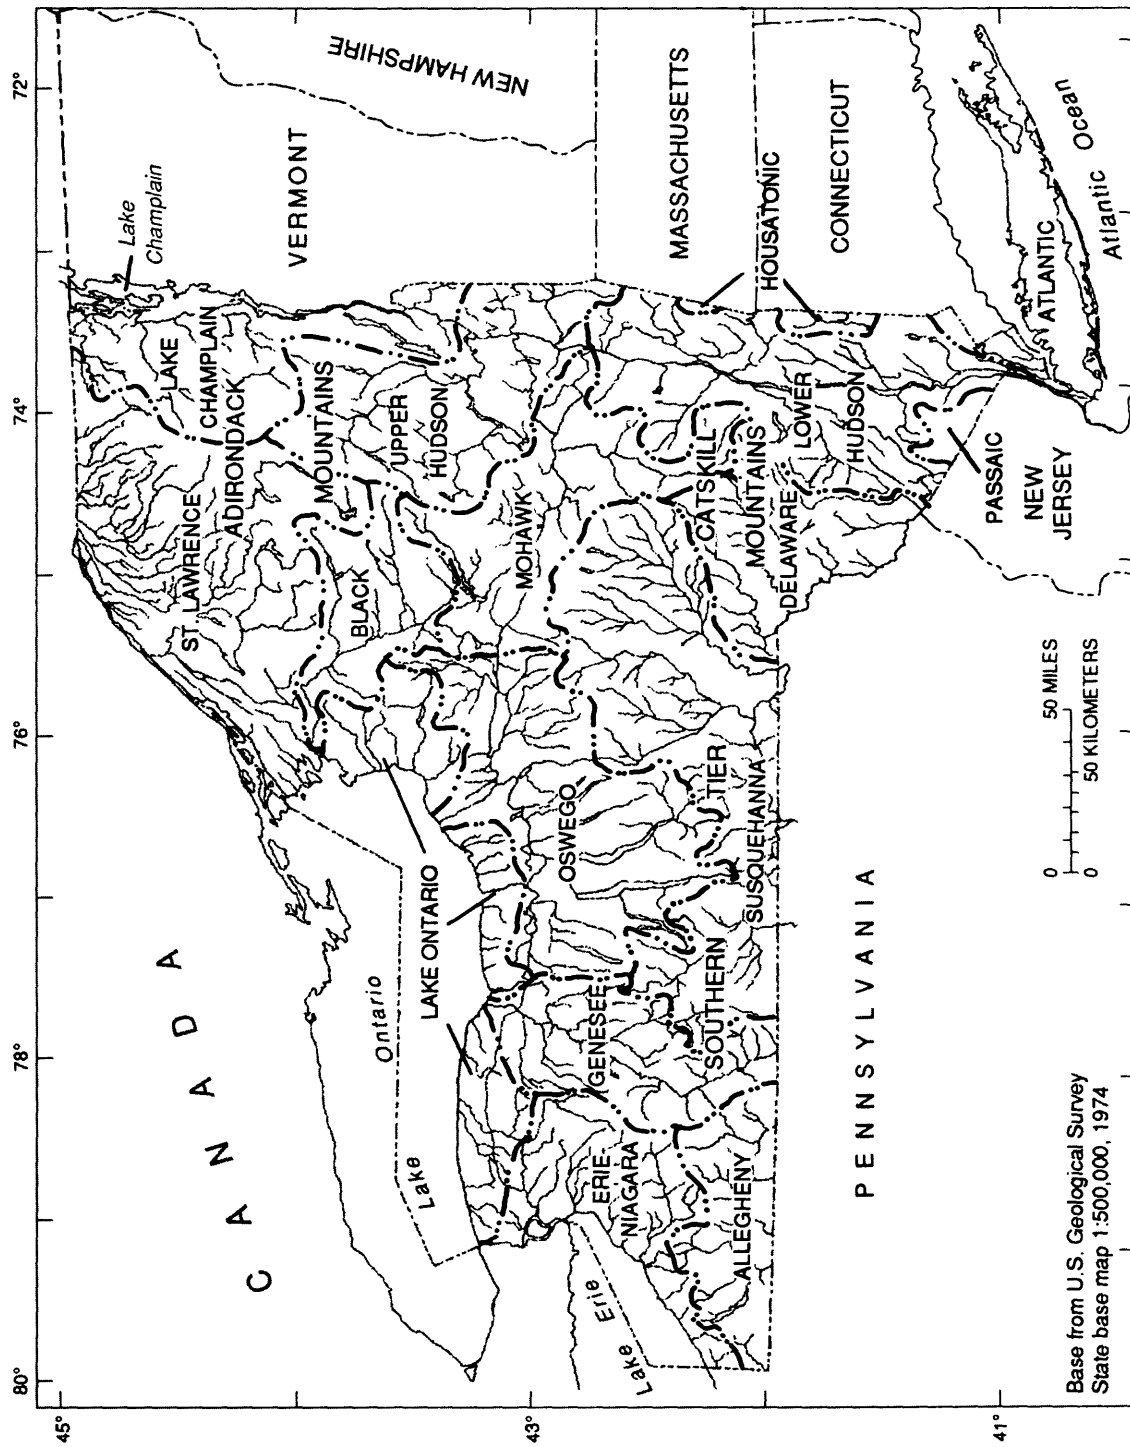 80°
78°
76°
74°
72°
45°
43°
41°
C A N A D A
Lake Ontario
Lake Erie
Lake
Champlain
VERMONT
NEW HAMPSHIRE
MASSACHUSETTS
CONNECTICUT
HOUSATONIC
ATLANTIC
Atlantic Ocean
ST. LAWRENCE
LAKE
CHAMPLAIN
ADIRONDACK
MOUNTAINS
BLACK
UPPER
HUDSON
MOHAWK
LAKE ONTARIO
OSWEGO
GENESEE
ERIE-
NIAGARA
ALLEGHENY
SOUTHERN TIER
SUSQUEHANNA
CATSKILL
MOUNTAINS
DELAWARE
LOWER
HUDSON
PASSAIC
NEW
JERSEY
P E N N S Y L V A N I A
0 50 MILES
0 50 KILOMETERS
Base from U.S. Geological Survey
State base map 1:500,000, 1974